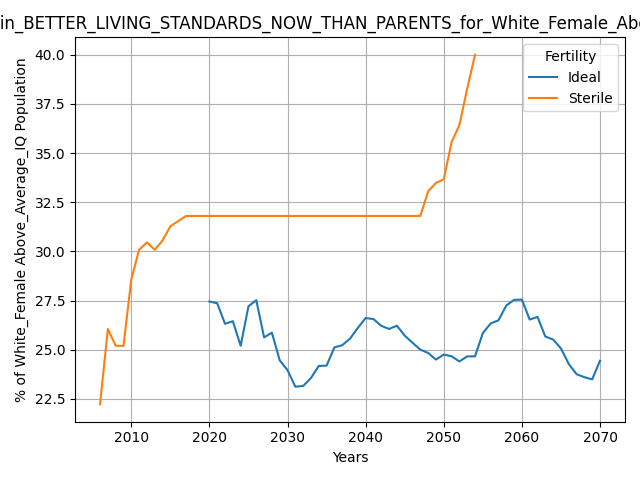 in_BETTER_LIVING_STANDARDS_NOW_THAN_PARENTS_for_White_Female_Abo
Fertility
Ideal
Sterile
40.0
37.5
35.0
32.5
30.0
27.5
25.0
22.5
% of White_Female Above_Average_IQ Population
2010
2020
2030
2040
2050
2060
2070
Years